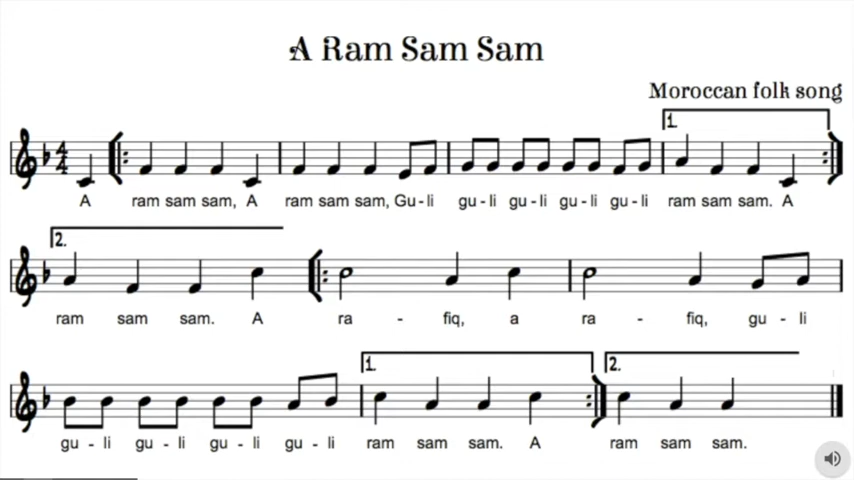 A Ram Sam Sam
Moroccan folk song
1.
4
4
A ram sam sam, A ram sam sam, Gu-li gu-li gu-li gu-li gu-li ram sam sam. A
2.
ram sam sam. A ra - fiq, a ra - fiq, gu - li
1. 2.
gu - li gu - li gu - li gu - li ram sam sam. A ram sam sam.